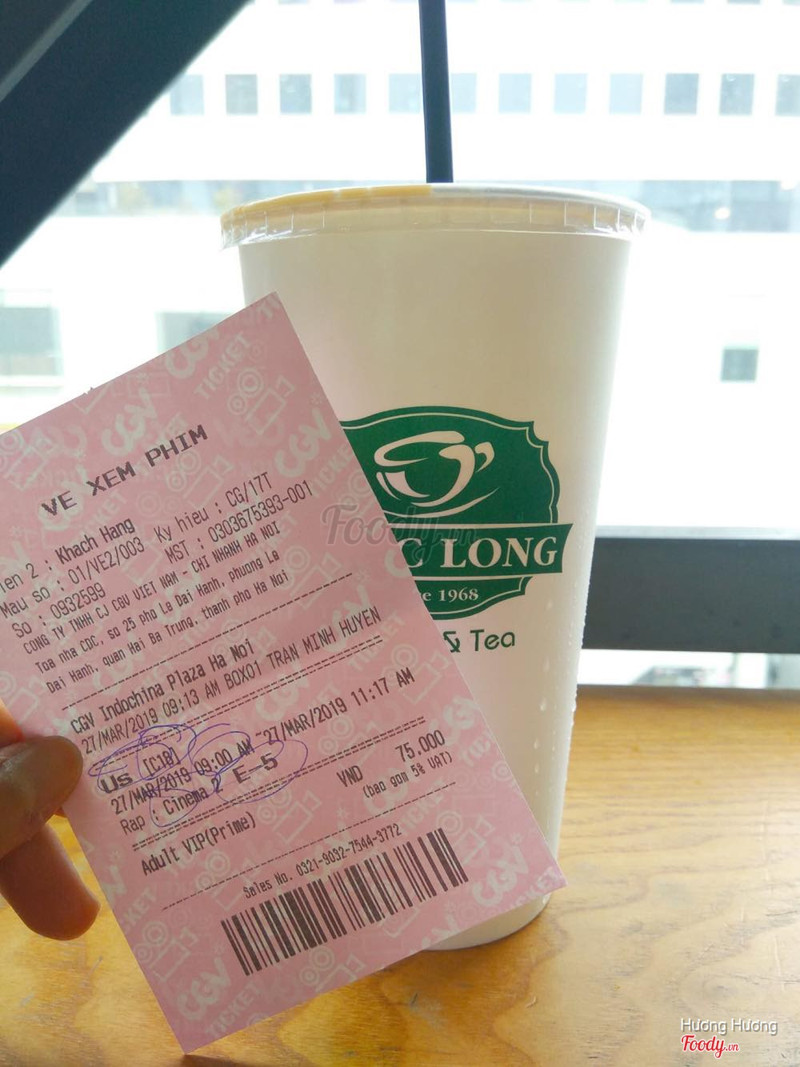 VE XEM PHIM
Lien 2 : Khach Hang
Mau so : 01/VE2/003 Ky hieu : CG/17T
So : 0932599 MST : 0303675393-001
CONG TY TNHH CJ CGV VIET NAM - CHI NHANH HA NOI
Toa nha CDC, so 25 pho Le Dai Hanh, phuong Le
Dai Hanh, quan Hai Ba Trung, thanh pho Ha Noi
CGV Indochina Plaza Ha Noi
27/MAR/2019 09:13 AM BOX01 TRAN MINH HUYEN
Us [C18]
27/MAR/2019 09:00 AM ~27/MAR/2019 11:17 AM
Rap : Cinema 2 E-5
VND 75.000
(bao gom 5% VAT)
Adult VIP(Prime)
Sales No. 0321-9032-7544-3772
C LONG
e 1968
& Tea
Foody.vn
Hương Hương
Foody.vn
CGV
TICKET